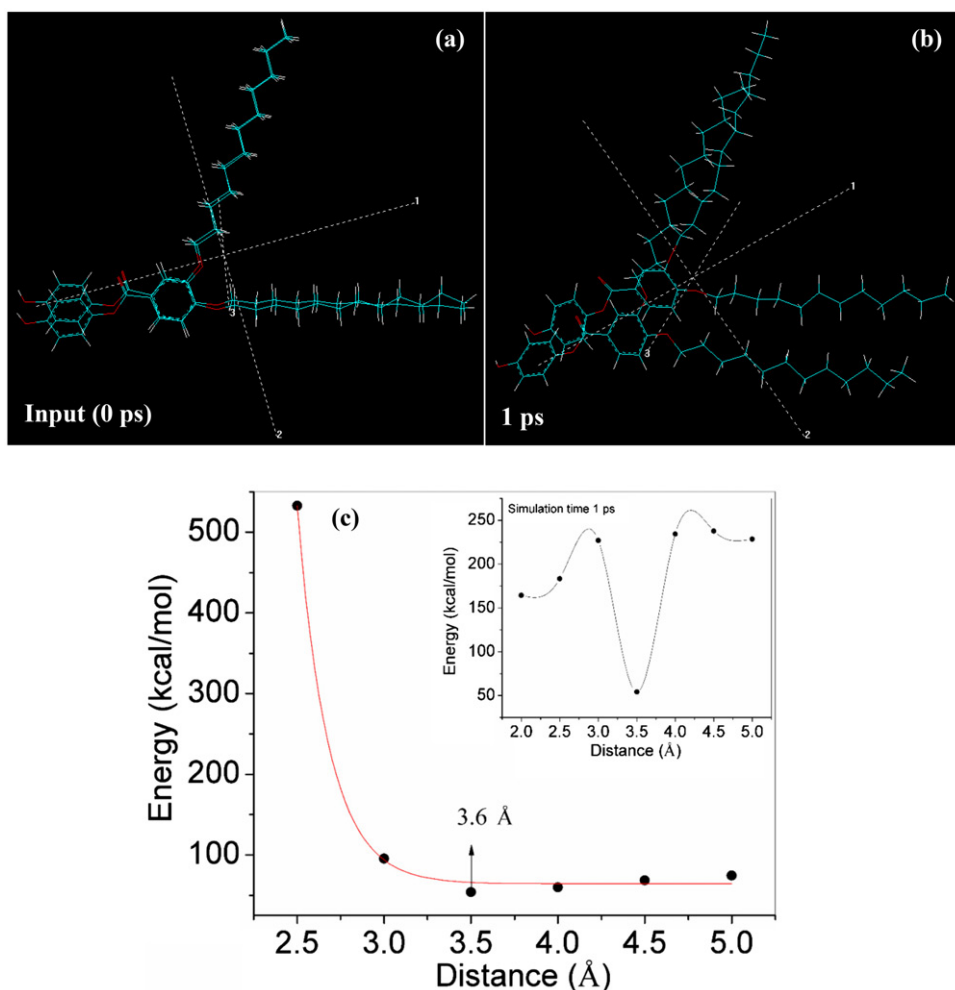 (a)
1
3
2
Input (0 ps)
(b)
1
3
2
1 ps
(c)
Energy (kcal/mol)
500
400
300
200
100
3.6 Å
2.5 3.0 3.5 4.0 4.5 5.0
Distance (Å)
Simulation time 1 ps
Energy (kcal/mol)
250
200
150
100
50
2.0 2.5 3.0 3.5 4.0 4.5 5.0
Distance (Å)